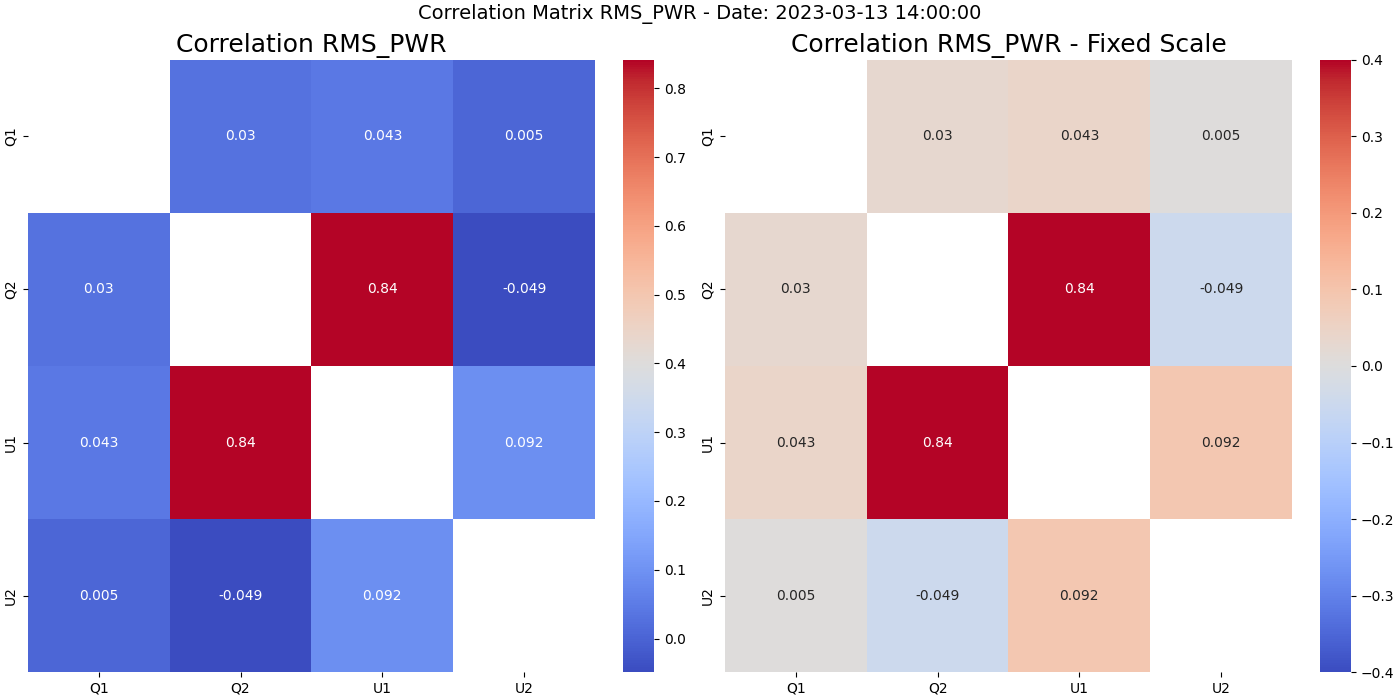 Correlation Matrix RMS_PWR - Date: 2023-03-13 14:00:00
Correlation RMS_PWR
Q1
0.03
0.043
0.005
Q2
0.03
0.84
-0.049
U1
0.043
0.84
0.092
U2
0.005
-0.049
0.092
Q1
Q2
U1
U2
0.8
0.7
0.6
0.5
0.4
0.3
0.2
0.1
0.0
Correlation RMS_PWR - Fixed Scale
Q1
0.03
0.043
0.005
Q2
0.03
0.84
-0.049
U1
0.043
0.84
0.092
U2
0.005
-0.049
0.092
Q1
Q2
U1
U2
0.4
0.3
0.2
0.1
0.0
−0.1
−0.2
−0.3
−0.4